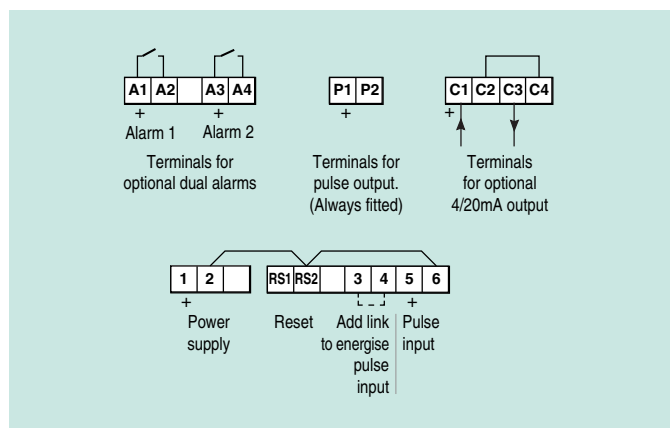 A1 A2 A3 A4
+ +
Alarm 1 Alarm 2
Terminals for
optional dual alarms
P1 P2
+
Terminals for
pulse output.
(Always fitted)
C1 C2 C3 C4
+
Terminals
for optional
4/20mA output
1 2 RS1 RS2 3 4 5 6
+ +
Power
supply
Reset
Add link
to energise
pulse
input
Pulse
input